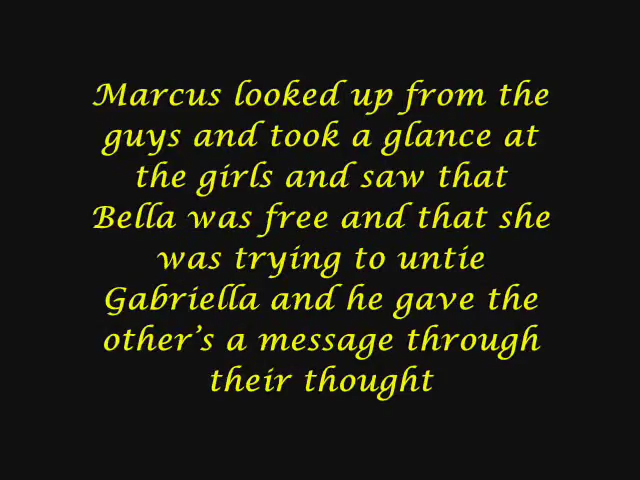 Marcus looked up from the
guys and took a glance at
the girls and saw that
Bella was free and that she
was trying to untie
Gabriella and he gave the
other's a message through
their thought